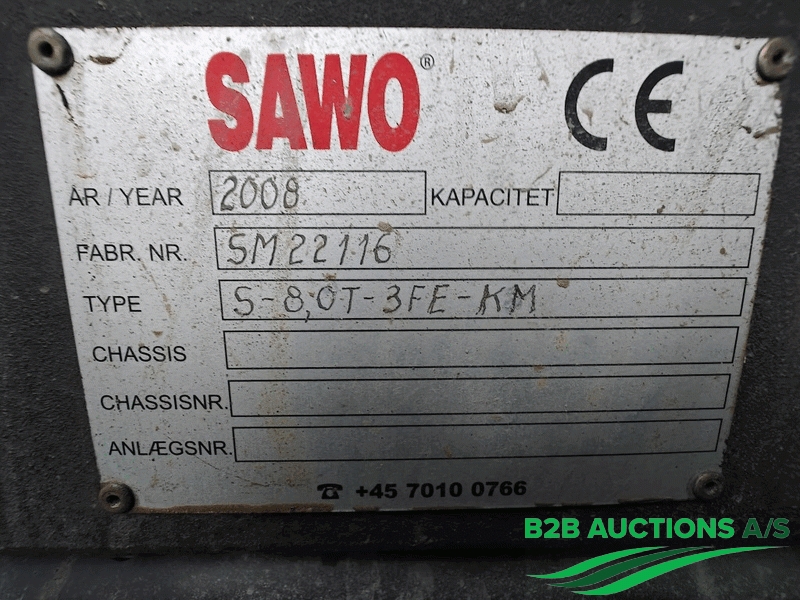 SAWO® CE
ÅR / YEAR 2008 KAPACITET
FABR. NR. SM22116
TYPE S-8,0T-3FE-KM
CHASSIS
CHASSISNR.
ANLÆGSNR.
☎ +45 7010 0766
B2B AUCTIONS A/S